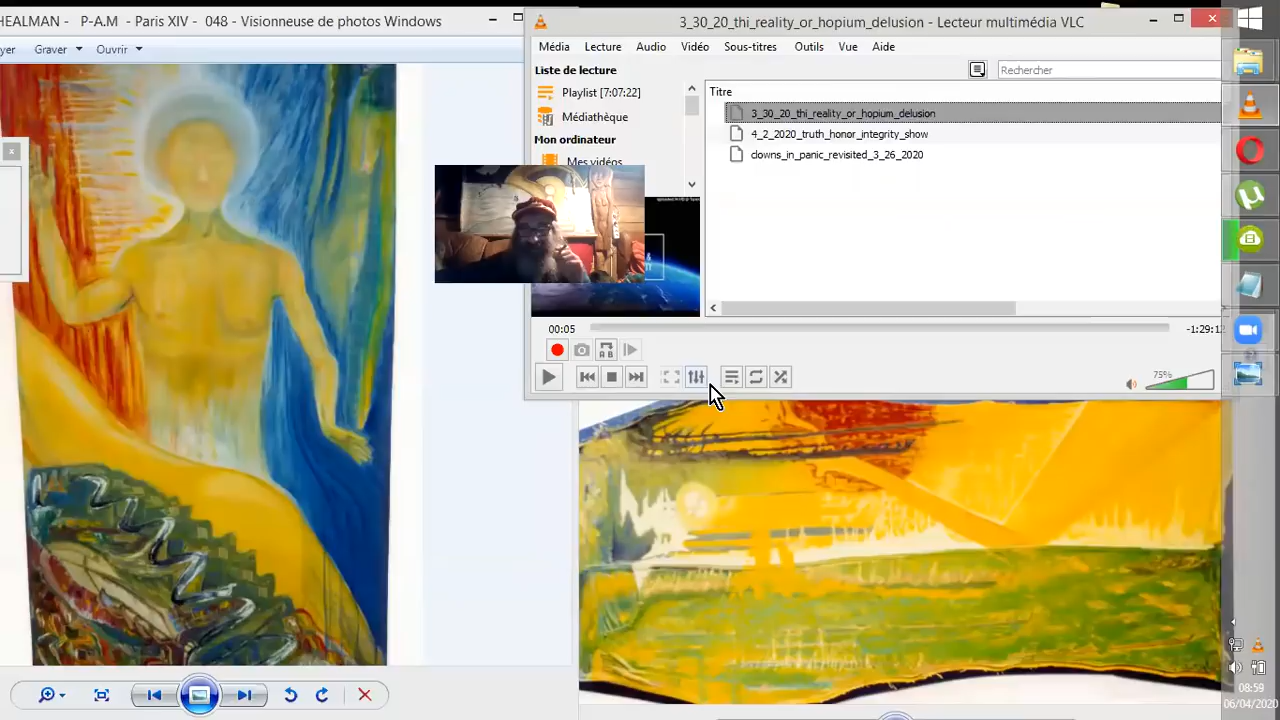 HEALMAN - P-A.M - Paris XIV - 048 - Visionneuse de photos Windows
yer Graver Ouvrir
3_30_20_thi_reality_or_hopium_delusion - Lecteur multimédia VLC
Média Lecture Audio Vidéo Sous-titres Outils Vue Aide
Liste de lecture
Rechercher
Playlist [7:07:22]
Médiathèque
Mon ordinateur
Mes vidéos
Titre
3_30_20_thi_reality_or_hopium_delusion
4_2_2020_truth_honor_integrity_show
clowns_in_panic_revisited_3_26_2020
00:05
-1:29:12
75%
08:59
06/04/2020